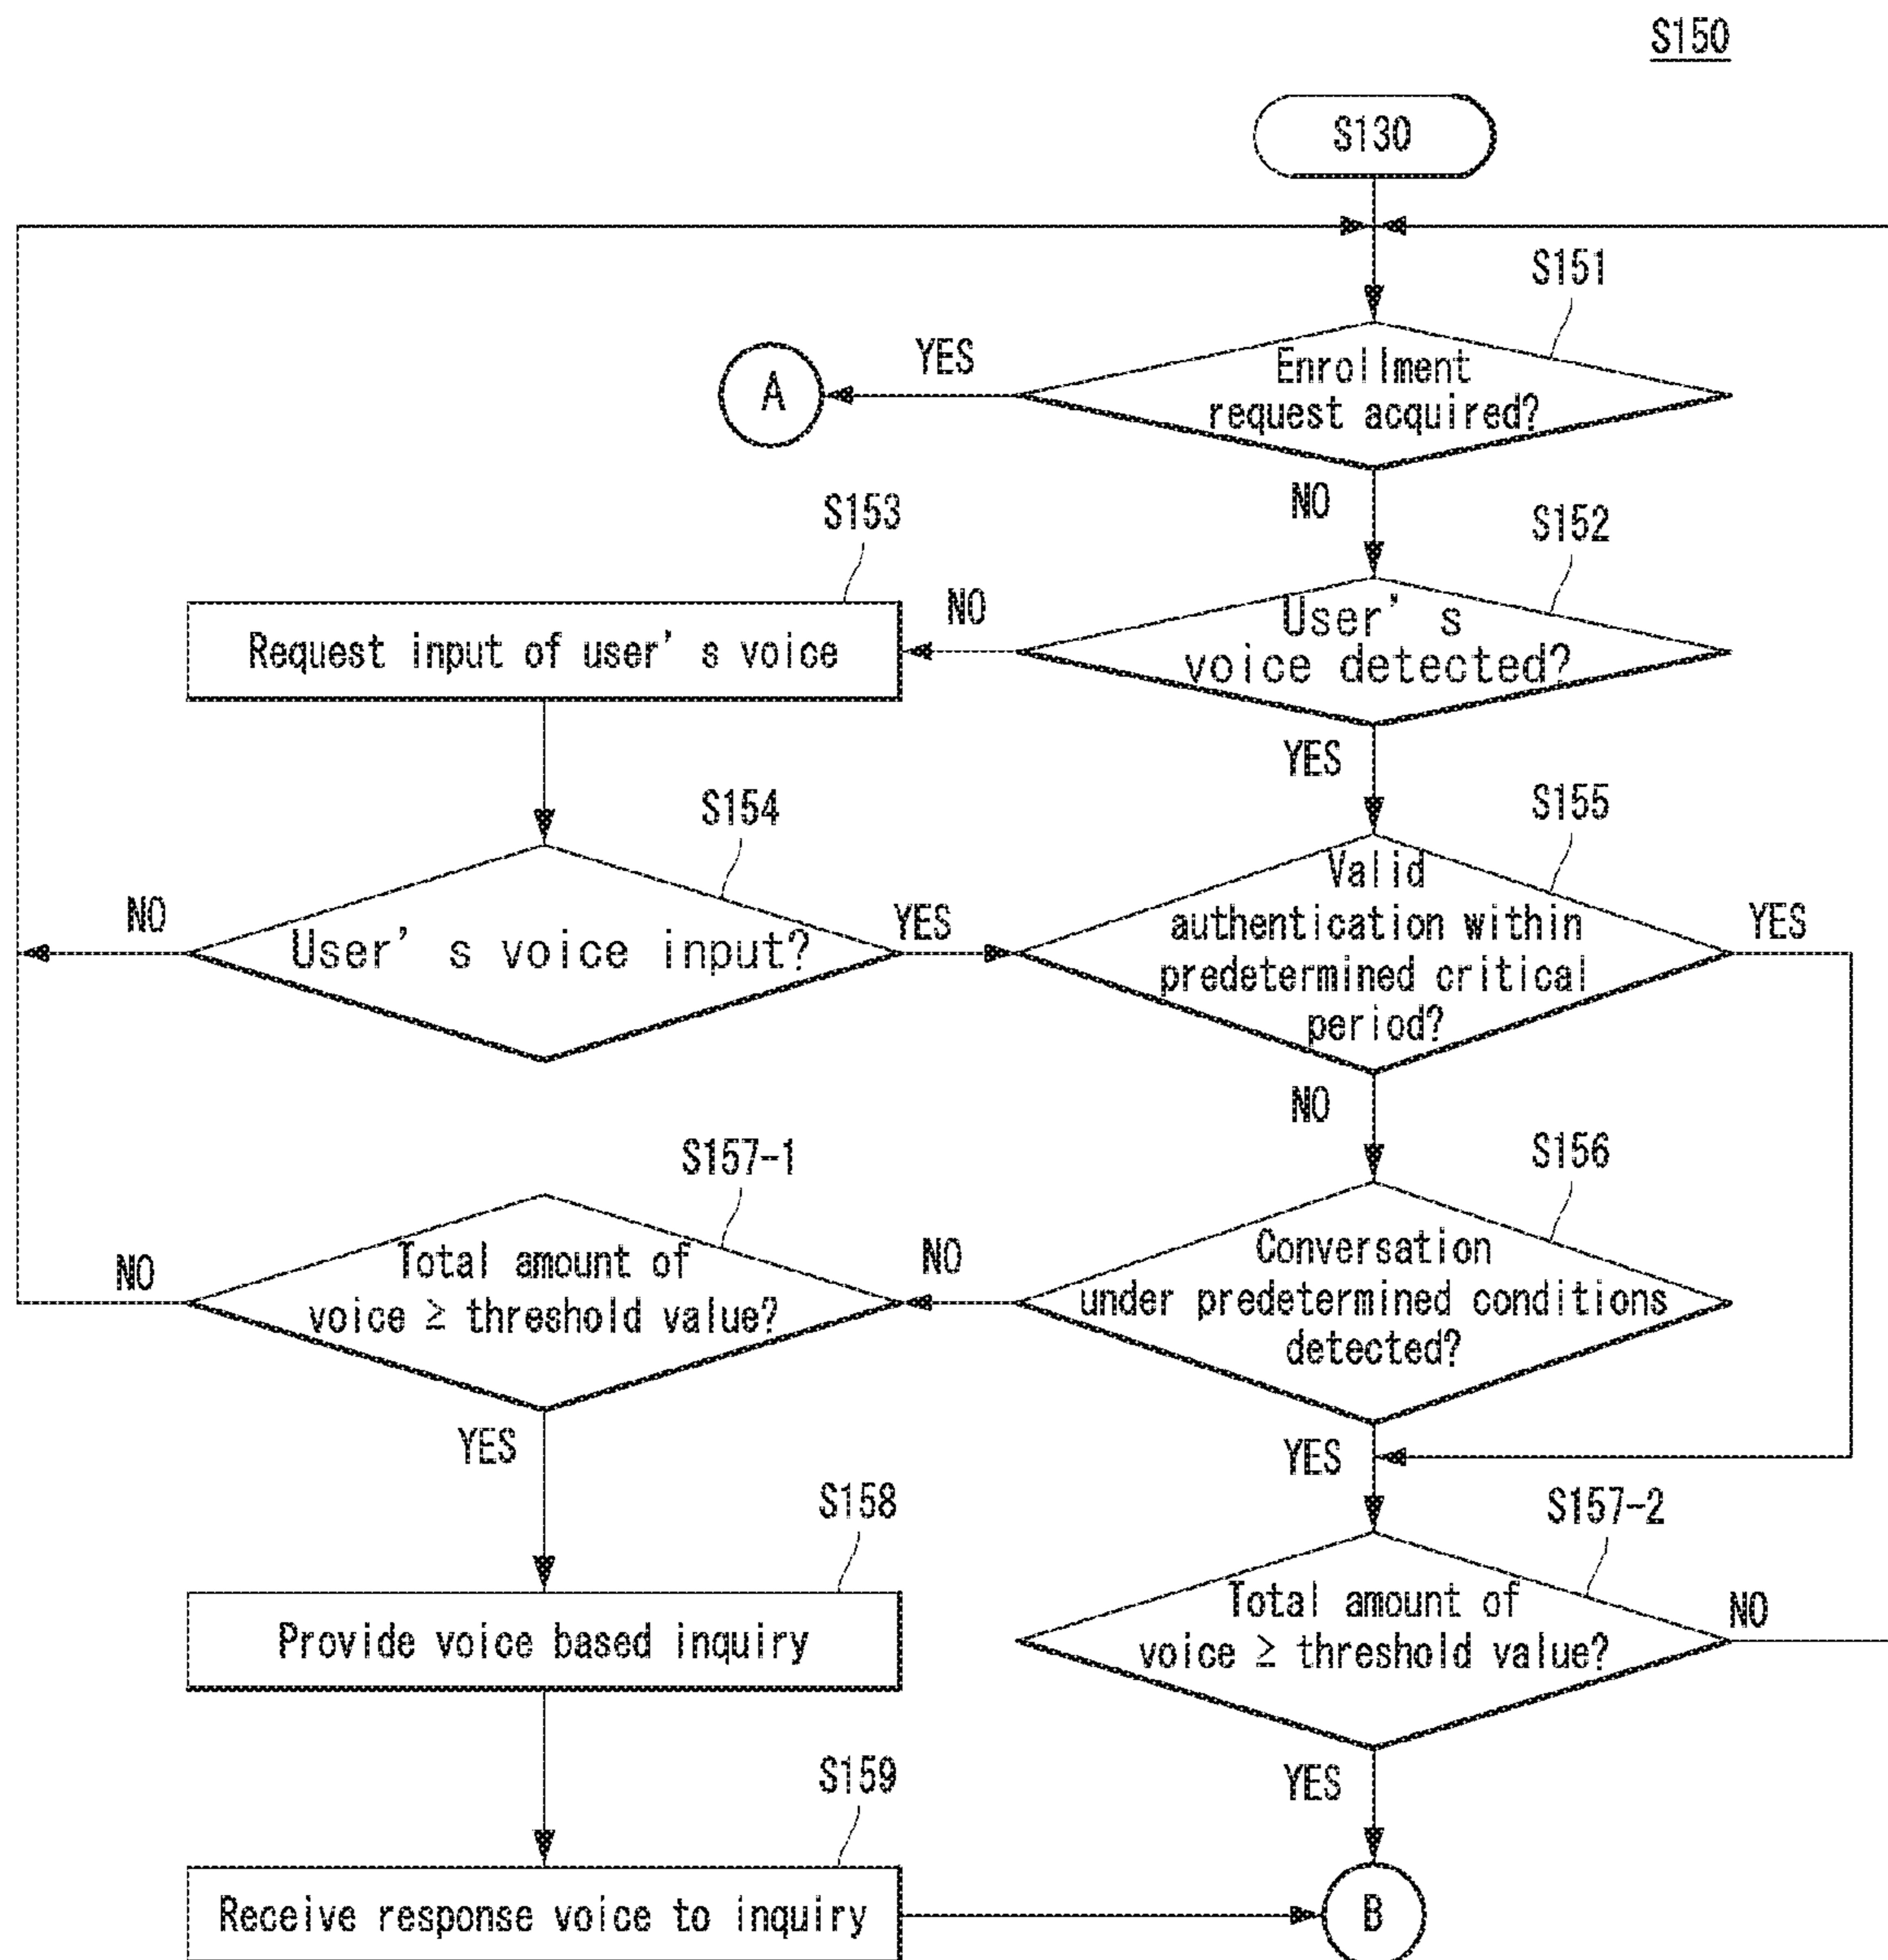 S150
S130
S151
YES
A
Enrollment
request acquired?
NO
S153
S152
NO
Request input of user's voice
User's
voice detected?
YES
S154
S155
NO
User's voice input?
YES
Valid
authentication within
predetermined critical
period?
YES
NO
S157-1
S156
NO
Total amount of
voice ≥ threshold value?
NO
Conversation
under predetermined conditions
detected?
YES
YES
S158
S157-2
Provide voice based inquiry
Total amount of
voice ≥ threshold value?
NO
S159
YES
Receive response voice to inquiry
B